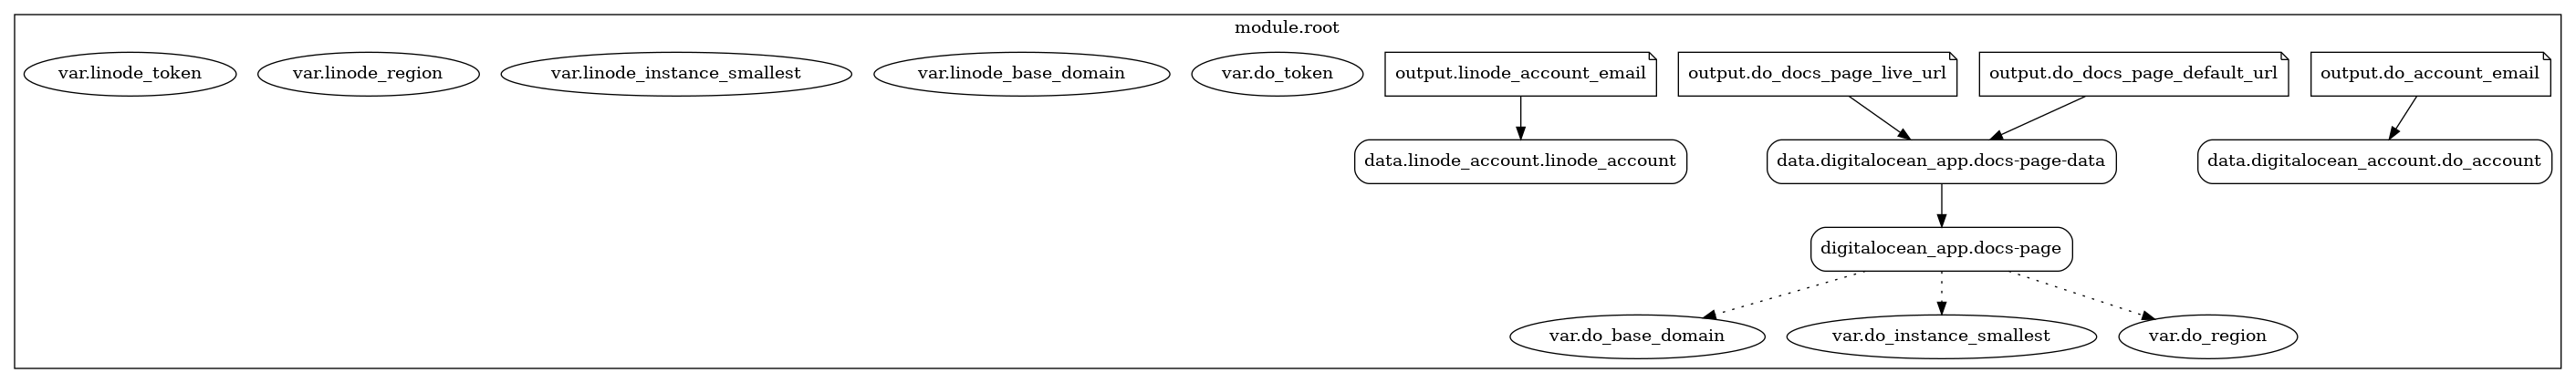 module.root
var.linode_token
var.linode_region
var.linode_instance_smallest
var.linode_base_domain
var.do_token
output.linode_account_email
output.do_docs_page_live_url
output.do_docs_page_default_url
output.do_account_email
data.linode_account.linode_account
data.digitalocean_app.docs-page-data
data.digitalocean_account.do_account
digitalocean_app.docs-page
var.do_base_domain
var.do_instance_smallest
var.do_region